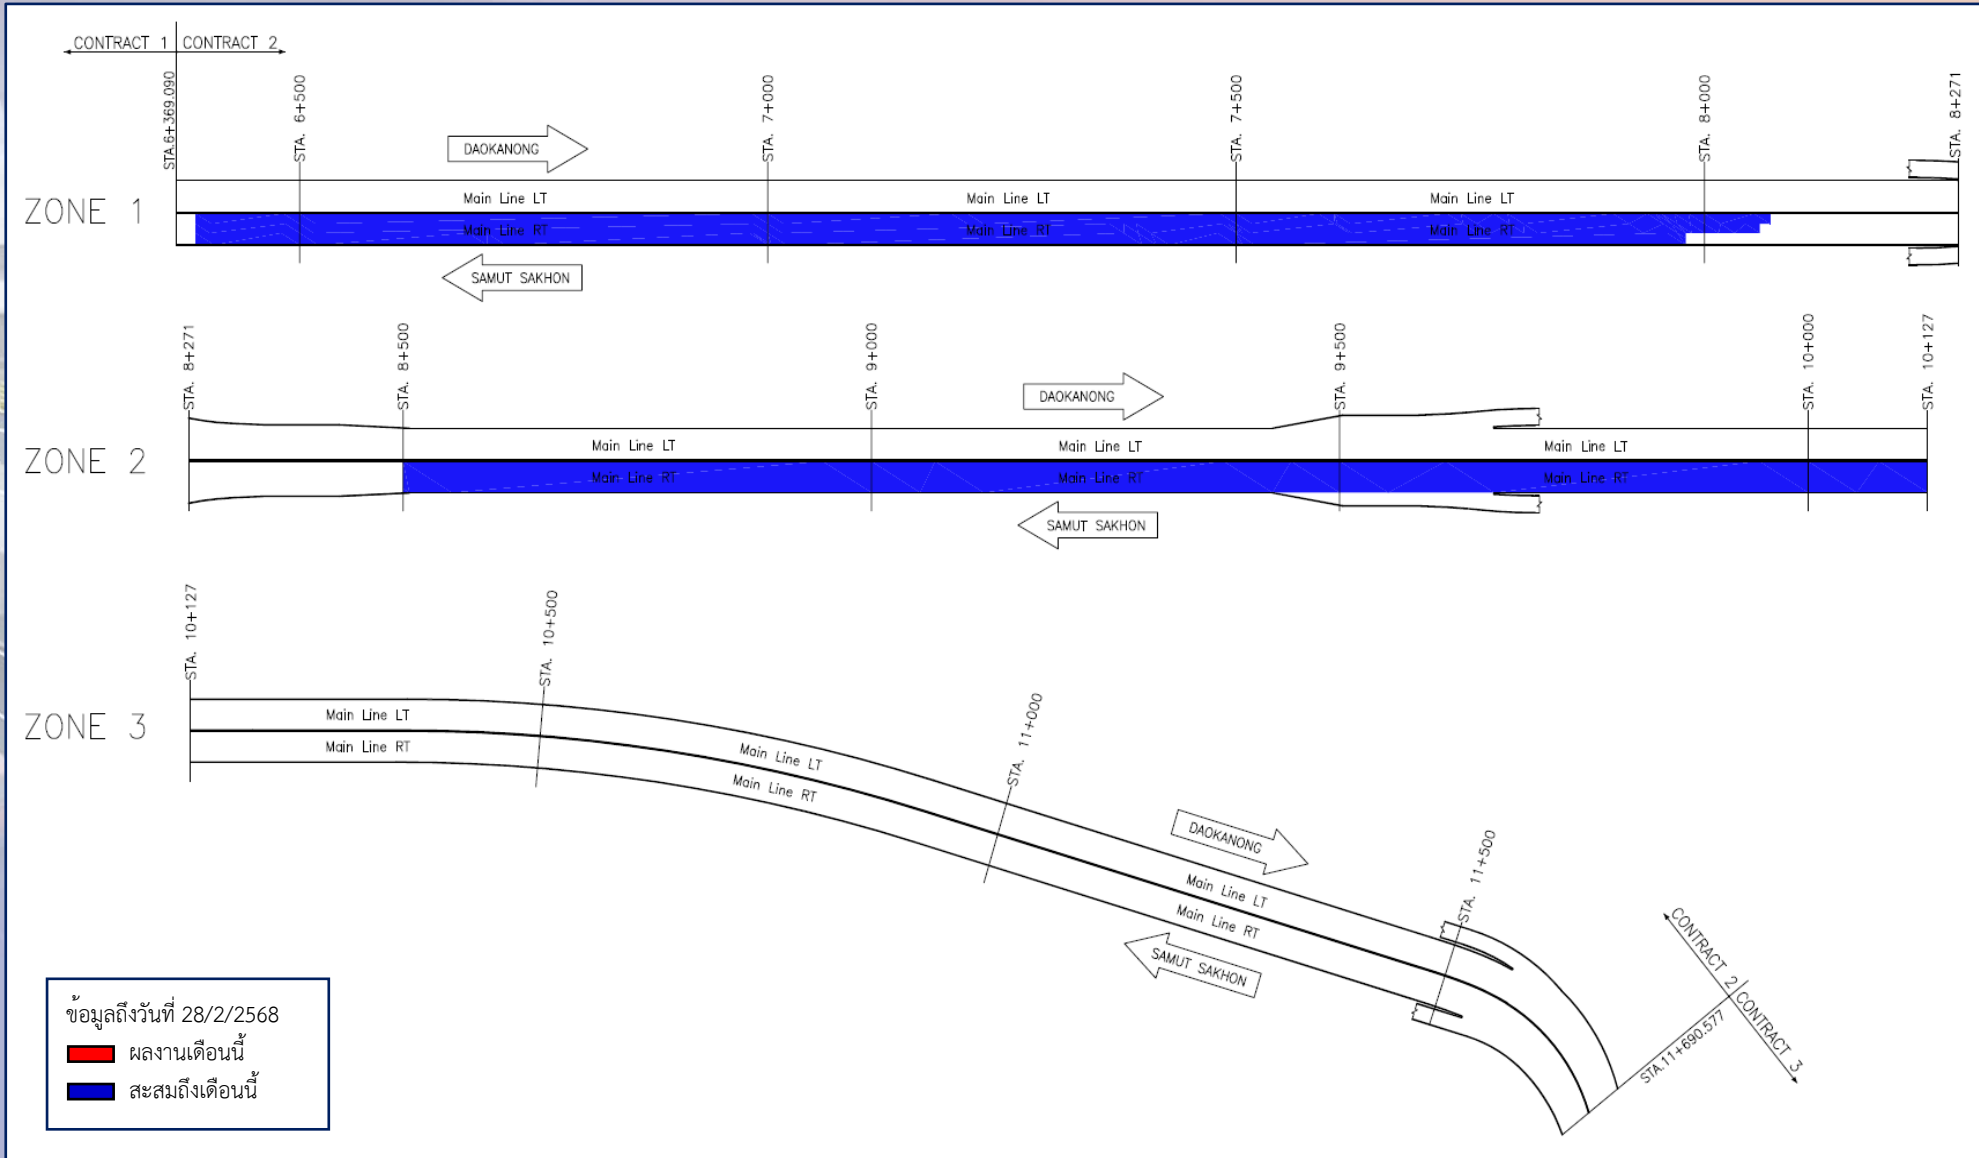 CONTRACT 1 CONTRACT 2
STA.6+369.090
STA. 6+500
STA. 7+000
STA. 7+500
STA. 8+000
STA. 8+271
DAOKANONG
ZONE 1
Main Line LT Main Line LT Main Line LT
Main Line RT Main Line RT Main Line RT
SAMUT SAKHON
STA. 8+271
STA. 8+500
STA. 9+000
STA. 9+500
STA. 10+000
STA. 10+127
DAOKANONG
ZONE 2
Main Line LT Main Line LT Main Line LT
Main Line RT Main Line RT Main Line RT
SAMUT SAKHON
STA. 10+127
STA. 10+500
STA. 11+000
STA. 11+500
ZONE 3
Main Line LT
Main Line RT
Main Line LT
Main Line RT
DAOKANONG
Main Line LT
Main Line RT
SAMUT SAKHON
CONTRACT 2
CONTRACT 3
STA.11+690.577
ข้อมูลถึงวันที่ 28/2/2568
ผลงานเดือนนี้
สะสมถึงเดือนนี้